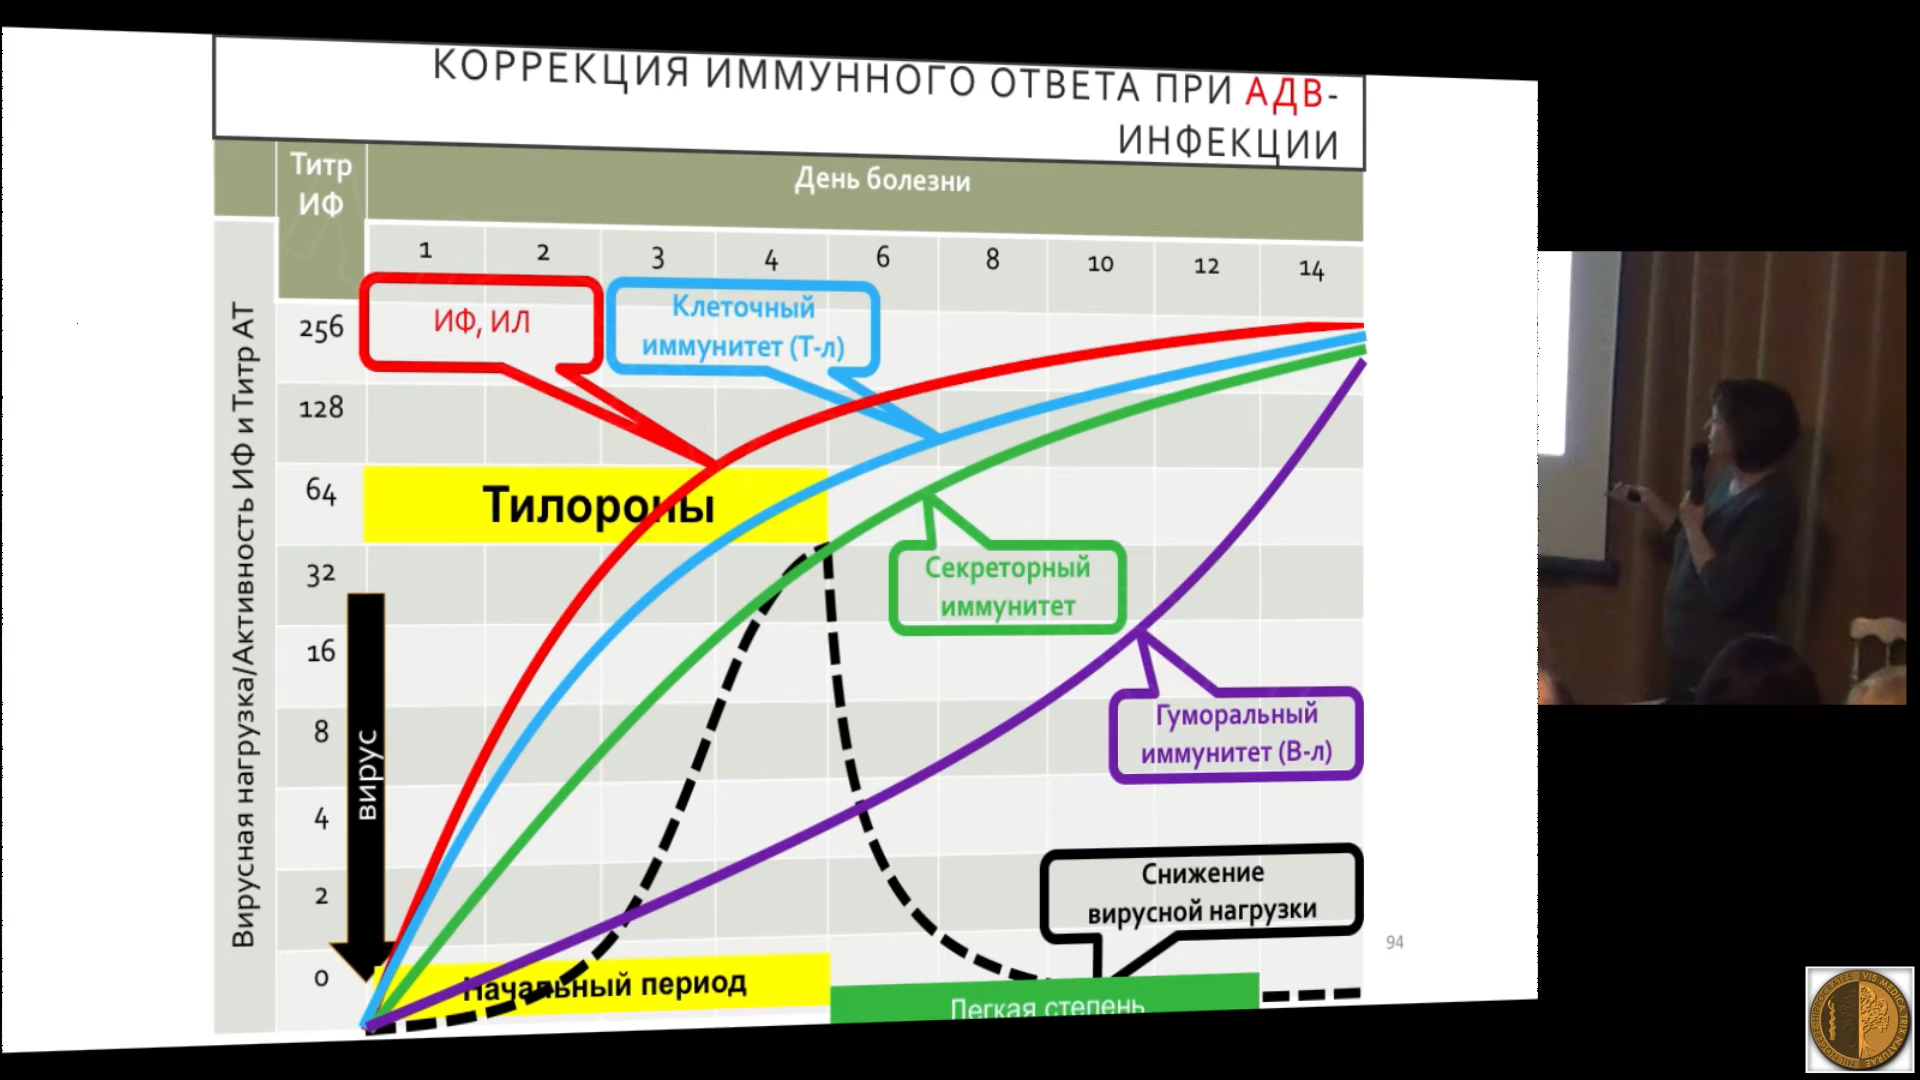 КОРРЕКЦИЯ ИММУННОГО ОТВЕТА ПРИ АДВ-
ИНФЕКЦИИ
Титр
ИФ
День болезни
1 2 3 4 6 8 10 12 14
Вирусная нагрузка/Активность ИФ и Титр АТ
256
128
64
32
16
8
4
2
0
ИФ, ИЛ
Клеточный
иммунитет (Т-л)
Тилороны
Секреторный
иммунитет
вирус
Гуморальный
иммунитет (В-л)
Снижение
вирусной нагрузки
Начальный период
Легкая степень
94